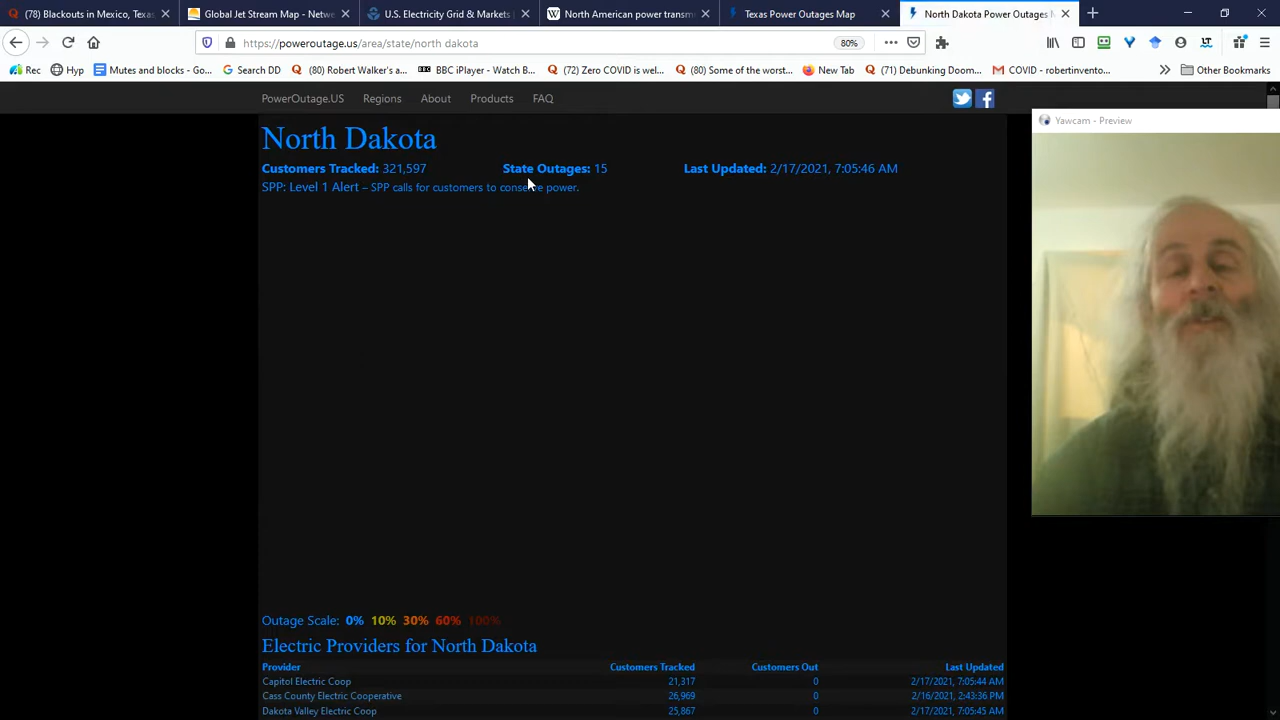 (78) Blackouts in Mexico, Texas
Global Jet Stream Map - Netwe
U.S. Electricity Grid & Markets
North American power transm
Texas Power Outages Map
North Dakota Power Outages M
https://poweroutage.us/area/state/north dakota
80%
Rec
Hyp
Mutes and blocks - Go...
Search DD
(80) Robert Walker's a...
BBC iPlayer - Watch B...
(72) Zero COVID is wel...
(80) Some of the worst...
New Tab
(71) Debunking Doom...
COVID - robertinvento...
Other Bookmarks
PowerOutage.US
Regions
About
Products
FAQ
Yawcam - Preview
North Dakota
Customers Tracked: 321,597
State Outages: 15
Last Updated: 2/17/2021, 7:05:46 AM
SPP: Level 1 Alert – SPP calls for customers to conserve power.
Outage Scale: 0% 10% 30% 60% 100%
Electric Providers for North Dakota
Provider Customers Tracked Customers Out Last Updated
Capitol Electric Coop 21,317 0 2/17/2021, 7:05:44 AM
Cass County Electric Cooperative 26,969 0 2/16/2021, 2:43:36 PM
Dakota Valley Electric Coop 25,867 0 2/17/2021, 7:05:45 AM